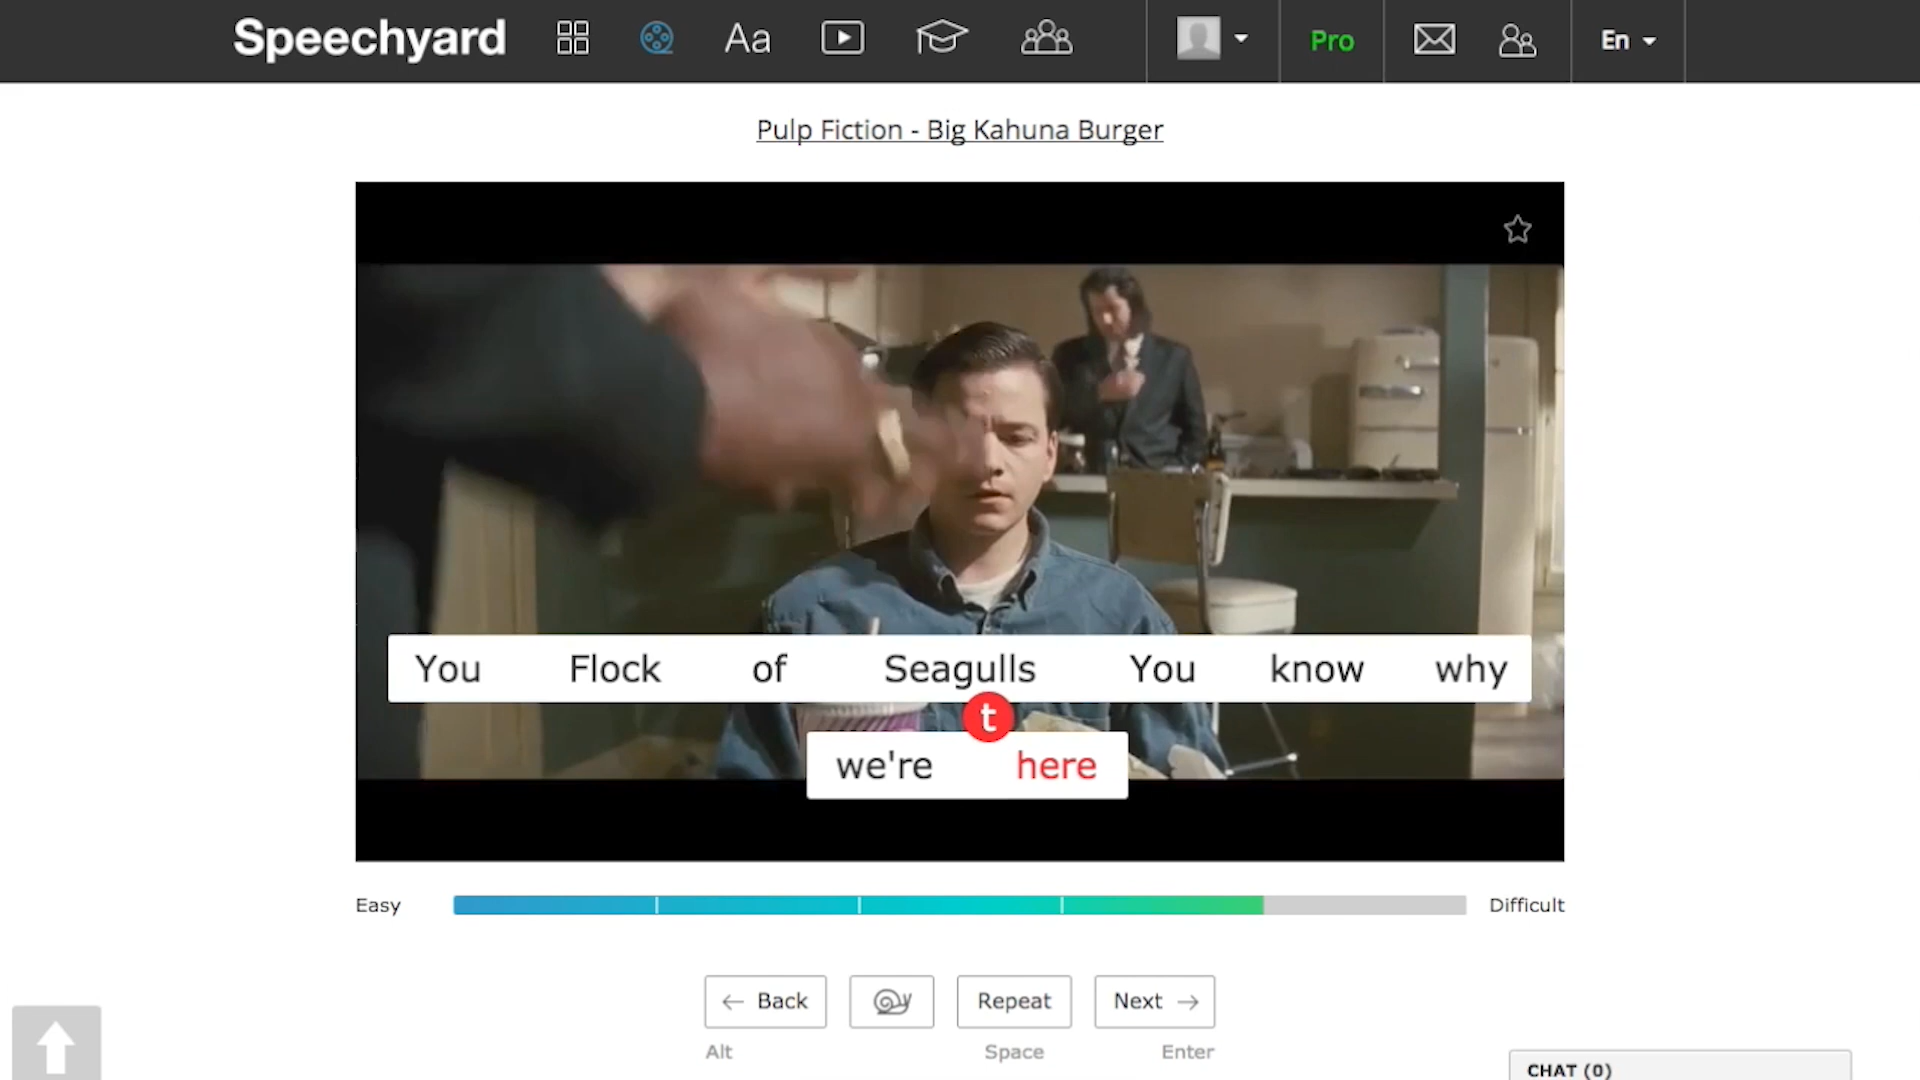 Speechyard Aa Pro En
Pulp Fiction - Big Kahuna Burger
You Flock of Seagulls You know why
t
we're here
Easy Difficult
Back Repeat Next
Alt Space Enter
CHAT (0)